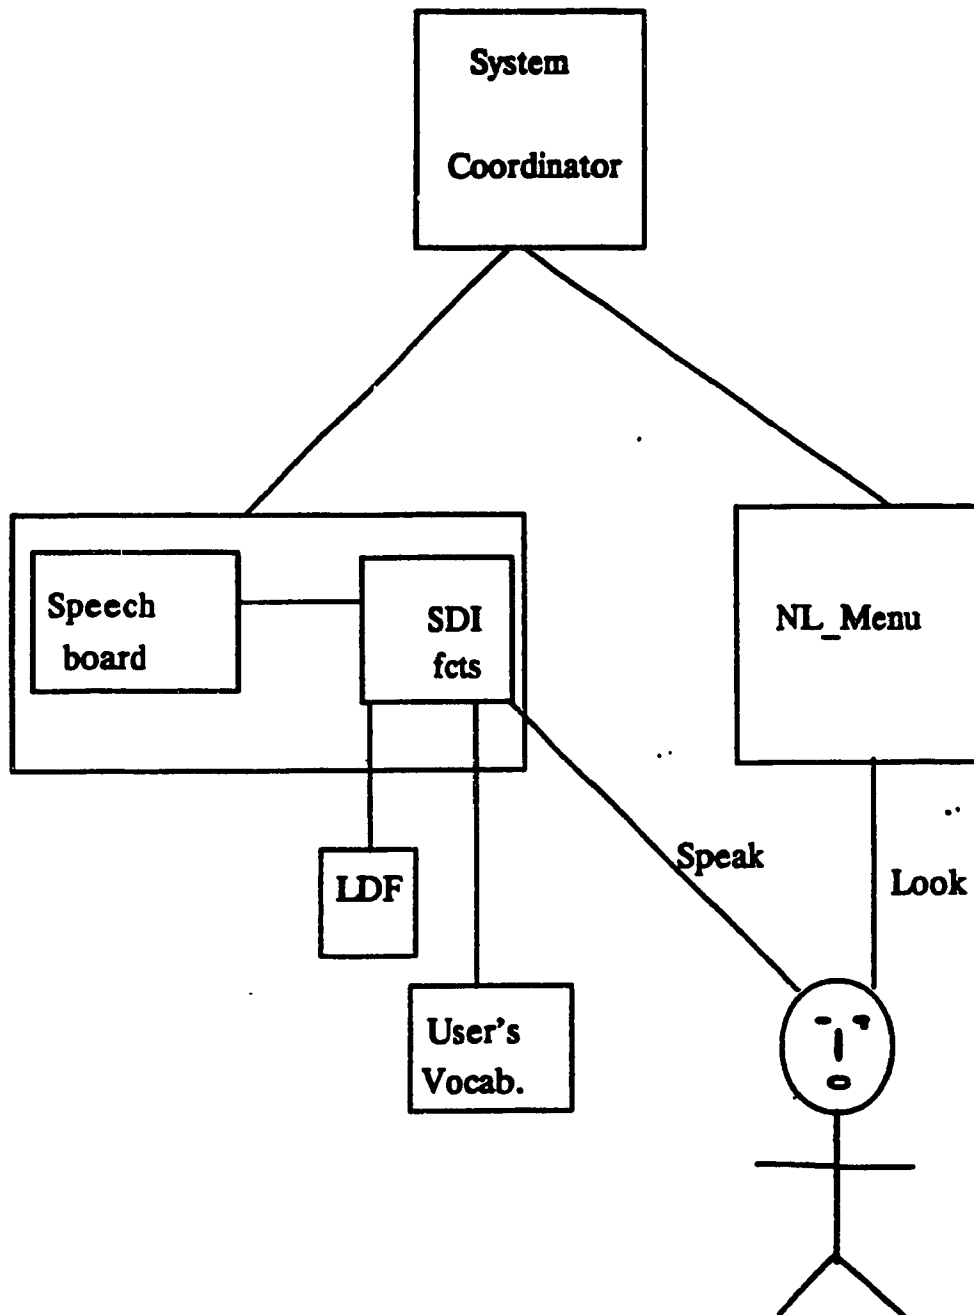 System
Coordinator
Speech
board
SDI
fcts
NL_Menu
LDF
Speak
Look
User's
Vocab.